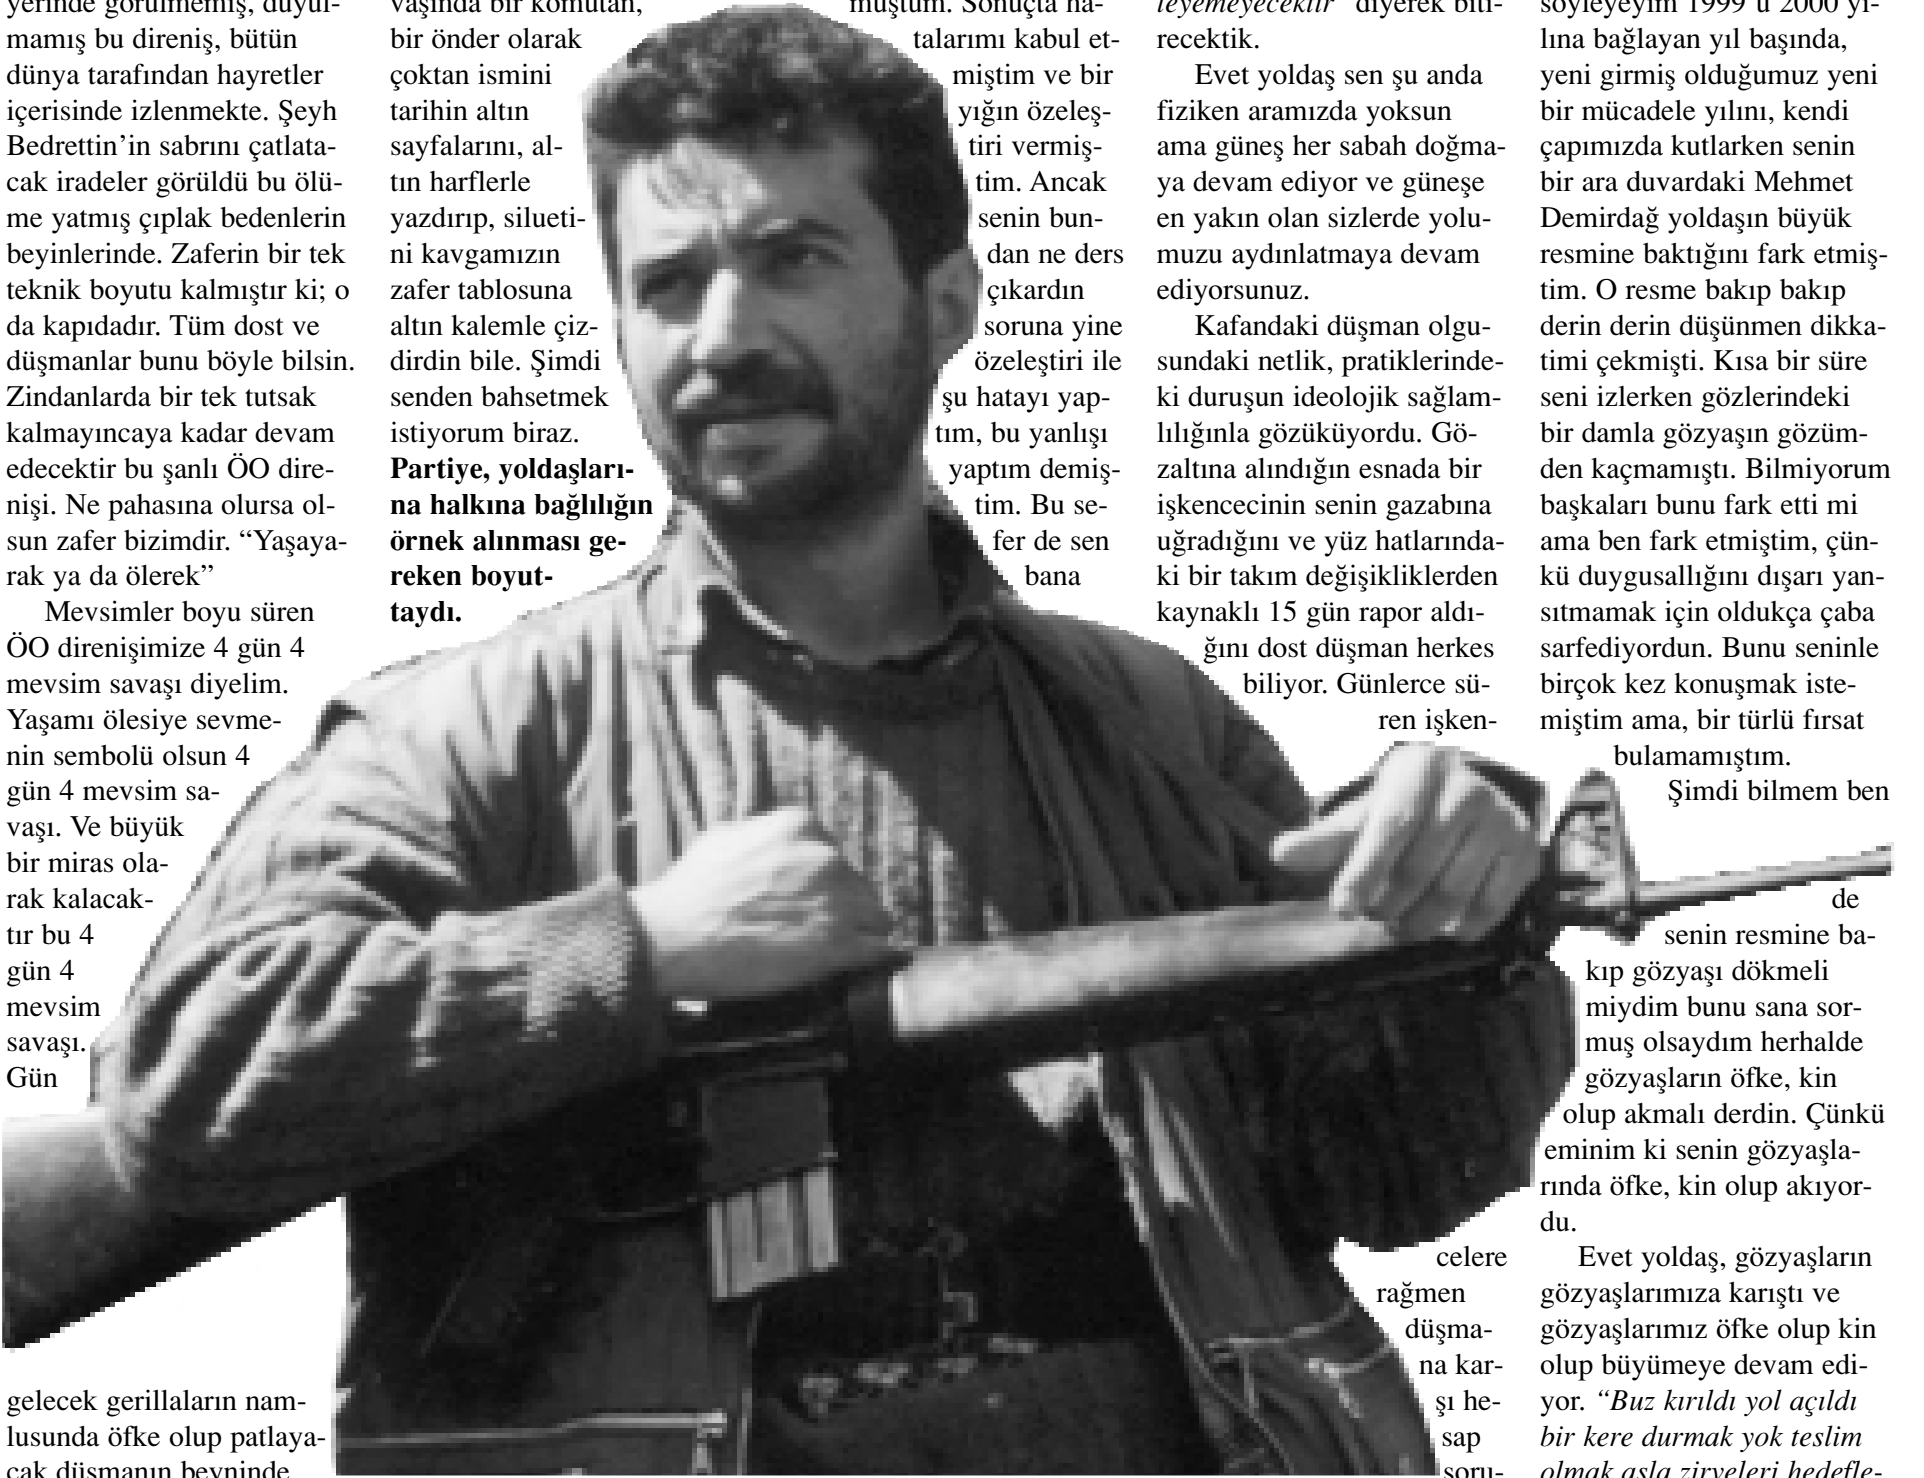 yerinde görülmemiş, duyul-
mamış bu direniş, bütün
dünya tarafından hayretler
içerisinde izlenmekte. Şeyh
Bedrettin'in sabrını çatlata-
cak iradeler görüldü bu ölü-
me yatmış çıplak bedenlerin
beyinlerinde. Zaferin bir tek
teknik boyutu kalmıştır ki; o
da kapıdadır. Tüm dost ve
düşmanlar bunu böyle bilsin.
Zindanlarda bir tek tutsak
kalmayıncaya kadar devam
edecektir bu şanlı ÖO dire-
nişi. Ne pahasına olursa ol-
sun zafer bizimdir. “Yaşaya-
rak ya da ölerek”
Mevsimler boyu süren
ÖO direnişimize 4 gün 4
mevsim savaşı diyelim.
Yaşamı ölesiye sevme-
nin sembolü olsun 4
gün 4 mevsim sa-
vaşı. Ve büyük
bir miras ola-
rak kalacak-
tır bu 4
gün 4
mevsim
savaşı.
Gün
gelecek gerillaların nam-
lusunda öfke olup patlaya-
cak düşmanın beyninde
vaşında bir komutan,
bir önder olarak
çoktan ismini
tarihin altın
sayfalarını, al-
tın harflerle
yazdırıp, silueti-
ni kavgamızın
zafer tablosuna
altın kalemle çiz-
dirdin bile. Şimdi
senden bahsetmek
istiyorum biraz.
Partiye, yoldaşları-
na halkına bağlılığın
örnek alınması ge-
reken boyut-
taydı.
muştum. Sonuçta ha-
talarımı kabul et-
miştim ve bir
yığın özeleş-
tiri vermiş-
tim. Ancak
senin bun-
dan ne ders
çıkardın
soruna yine
özeleştiri ile
şu hatayı yap-
tım, bu yanlışı
yaptım demiş-
tim. Bu se-
fer de sen
bana
leyemeyecektir” diyerek biti-
recektik.
Evet yoldaş sen şu anda
fiziken aramızda yoksun
ama güneş her sabah doğma-
ya devam ediyor ve güneşe
en yakın olan sizlerde yolu-
muzu aydınlatmaya devam
ediyorsunuz.
Kafandaki düşman olgu-
sundaki netlik, pratiklerinde-
ki duruşun ideolojik sağlam-
lılığınla gözüküyordu. Gö-
zaltına alındığın esnada bir
işkencecinin senin gazabına
uğradığını ve yüz hatlarında-
ki bir takım değişikliklerden
kaynaklı 15 gün rapor aldı-
ğını dost düşman herkes
biliyor. Günlerce sü-
ren işken-
celere
rağmen
düşma-
na kar-
şı he-
sap
soru-
söyleyeyim 1999'u 2000 yı-
lına bağlayan yıl başında,
yeni girmiş olduğumuz yeni
bir mücadele yılını, kendi
çapımızda kutlarken senin
bir ara duvardaki Mehmet
Demirdağ yoldaşın büyük
resmine baktığını fark etmiş-
tim. O resme bakıp bakıp
derin derin düşünmen dikka-
timi çekmişti. Kısa bir süre
seni izlerken gözlerindeki
bir damla gözyaşın gözüm-
den kaçmamıştı. Bilmiyorum
başkaları bunu fark etti mi
ama ben fark etmiştim, çün-
kü duygusallığını dışarı yan-
sıtmamak için oldukça çaba
sarfediyordun. Bunu seninle
birçok kez konuşmak iste-
miştim ama, bir türlü fırsat
bulamamıştım.
Şimdi bilmem ben
de
senin resmine ba-
kıp gözyaşı dökmeli
miydim bunu sana sor-
muş olsaydım herhalde
gözyaşların öfke, kin
olup akmalı derdin. Çünkü
eminim ki senin gözyaşla-
rında öfke, kin olup akıyor-
du.
Evet yoldaş, gözyaşların
gözyaşlarımıza karıştı ve
gözyaşlarımız öfke olup kin
olup büyümeye devam edi-
yor. “Buz kırıldı yol açıldı
bir kere durmak yok teslim
olmak asla zirveleri hedefle-